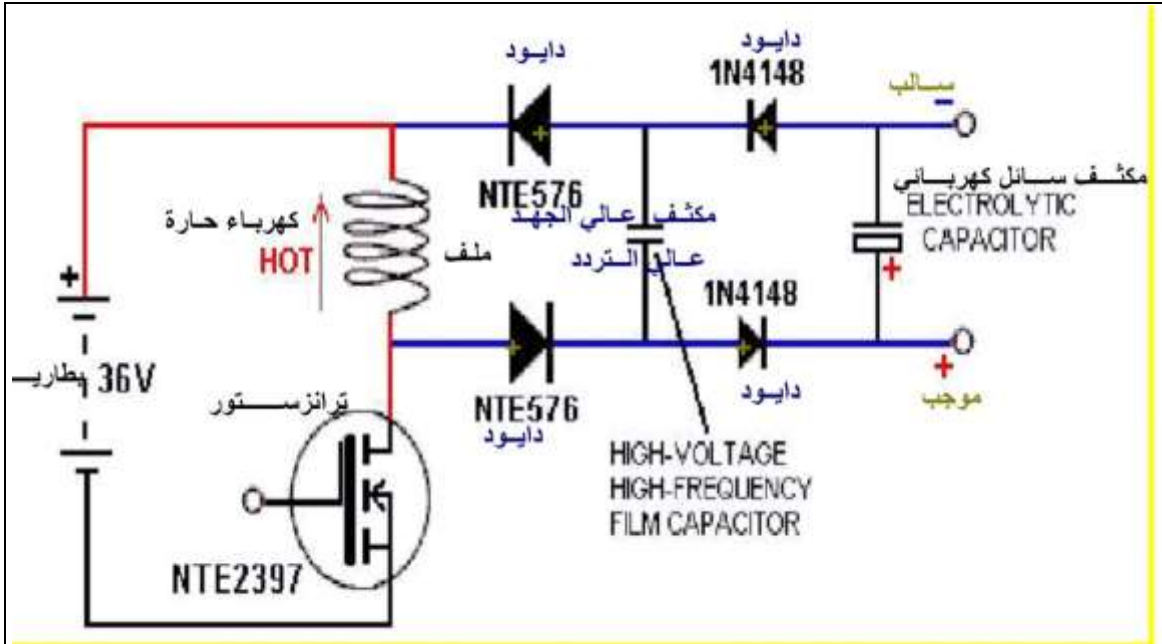 دايود
دايود
1N4148
سالب
-
NTE576
كهرباء حارة
HOT
ملف
مكثف عالي الجهد
عالي التردد
مكثف سائل كهربائي
ELECTROLYTIC
CAPACITOR
+
+
36V
1N4148
دايود
+
موجب
ترانزستور
NTE576
دايود
HIGH-VOLTAGE
HIGH-FREQUENCY
FILM CAPACITOR
NTE2397